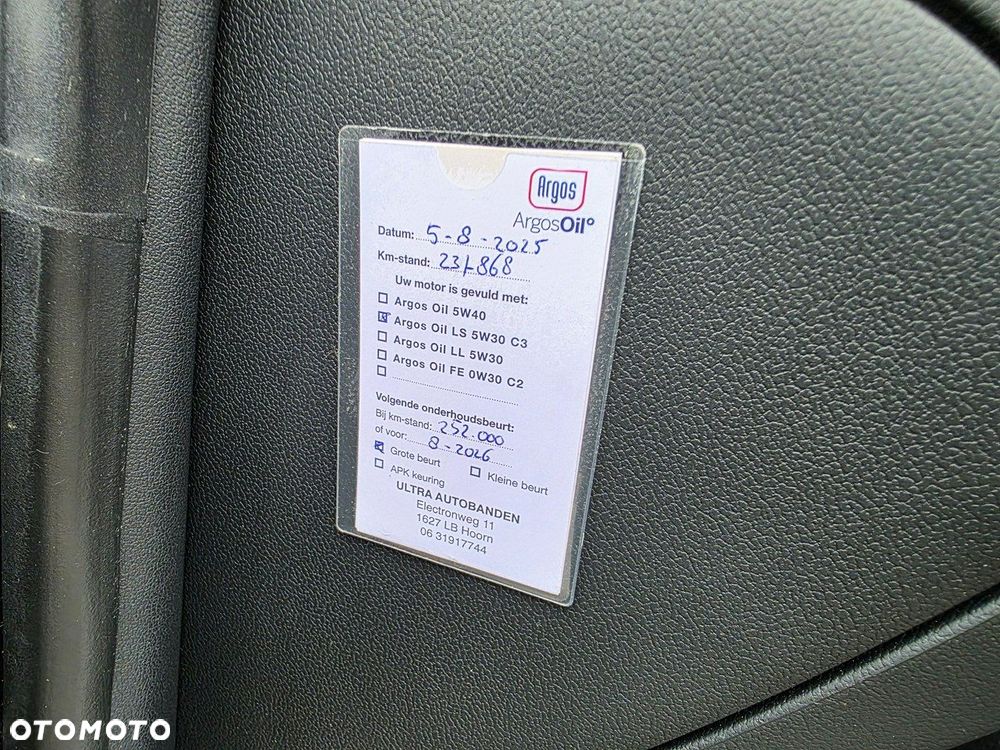 Argos
ArgosOil°
Datum: 5-8-2025
Km-stand:
Uw motor is gevuld met:
Argos Oil 5W40
Argos Oil LS 5W30 C3
Argos Oil LL 5W30
Argos Oil FE 0W30 C2
Volgende onderhoudsbeurt:
Bij km-stand: 252.000
of voor: 8-2026
Grote beurt Kleine beurt
APK keuring
ULTRA AUTOBANDEN
Electronweg 11
1627 LB Hoorn
06 31917744
OTOMOTO